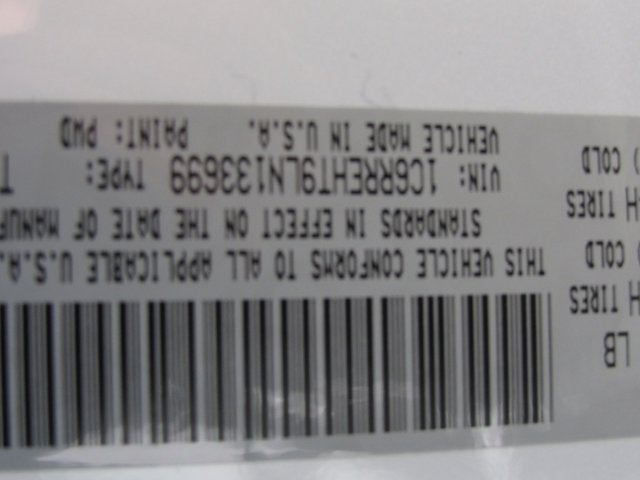 LB
H TIRES
) COLD
H TIRES
) COLD
THIS VEHICLE CONFORMS TO ALL APPLICABLE U.S.A.
STANDARDS IN EFFECT ON THE DATE OF MANUF
VIN: 1C6RREHT9LN133699 TYPE: T
VEHICLE MADE IN U.S.A. PAINT: PWD